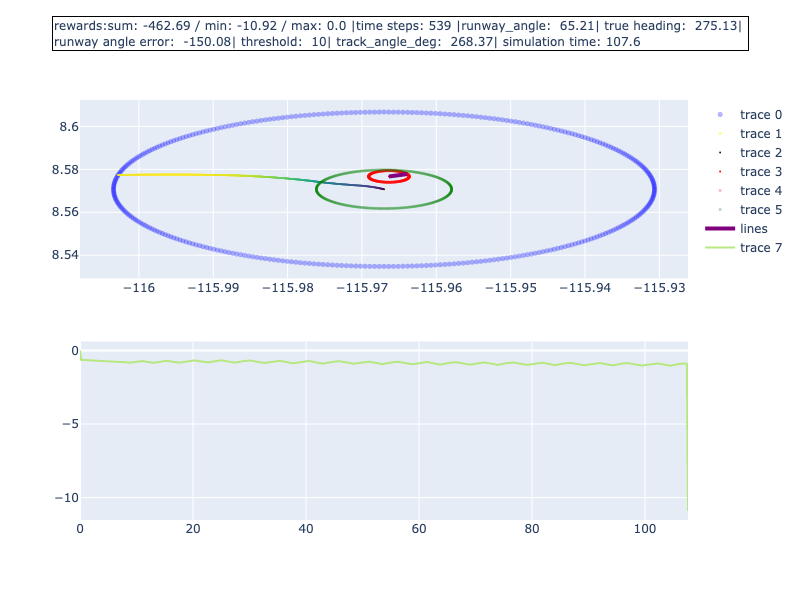 rewards:sum: -462.69 / min: -10.92 / max: 0.0 |time steps: 539 |runway_angle:  65.21| true heading:  275.13|
runway angle error:  -150.08| threshold:  10| track_angle_deg:  268.37| simulation time: 107.6
8.6
8.58
8.56
8.54
−116
−115.99
−115.98
−115.97
−115.96
−115.95
−115.94
−115.93
trace 0
trace 1
trace 2
trace 3
trace 4
trace 5
lines
trace 7
0
−5
−10
0
20
40
60
80
100